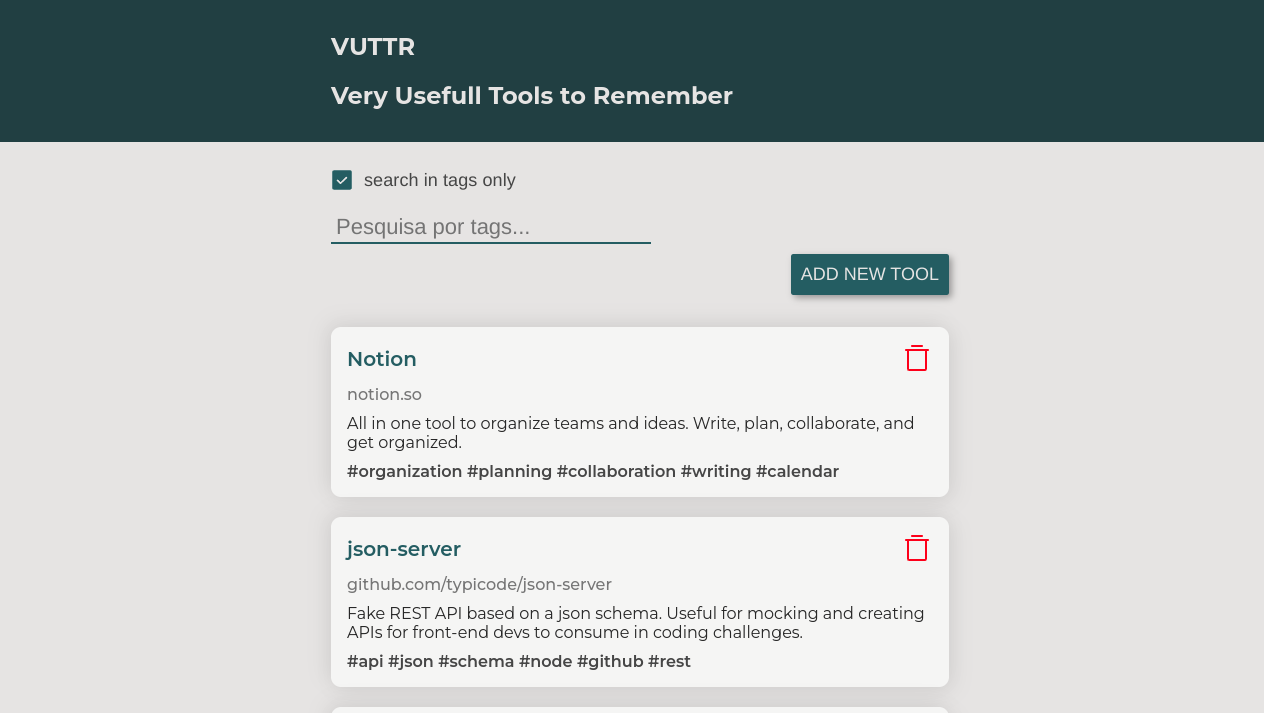 VUTTR
Very Usefull Tools to Remember
search in tags only
Pesquisa por tags...
ADD NEW TOOL
Notion
notion.so
All in one tool to organize teams and ideas. Write, plan, collaborate, and
get organized.
#organization #planning #collaboration #writing #calendar
json-server
github.com/typicode/json-server
Fake REST API based on a json schema. Useful for mocking and creating
APIs for front-end devs to consume in coding challenges.
#api #json #schema #node #github #rest